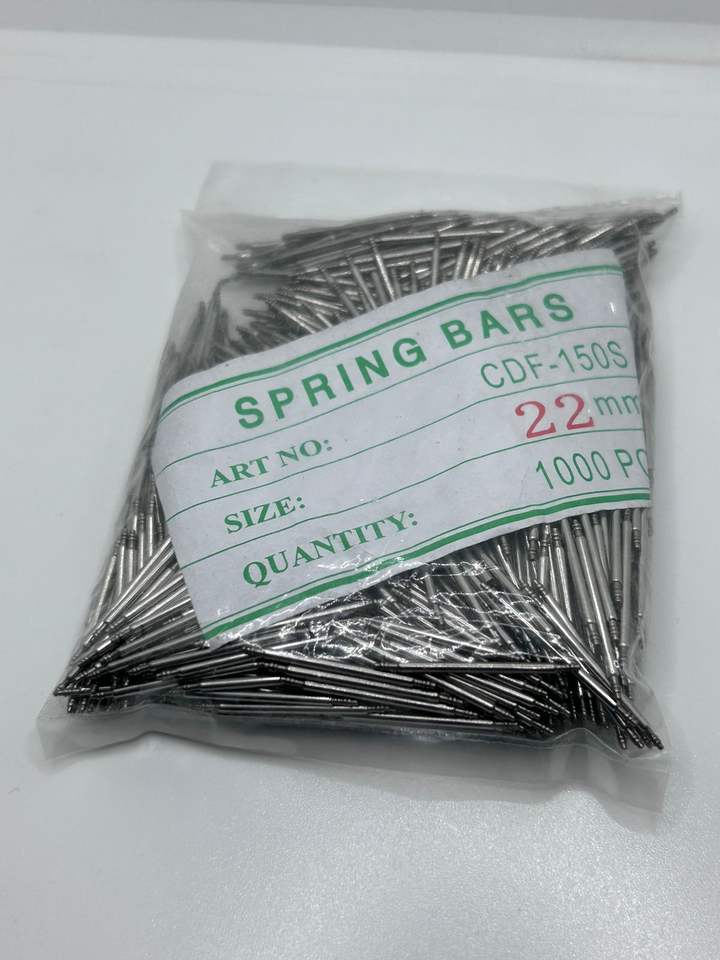 SPRING BARS
ART NO: CDF-150S
SIZE: 22mm
QUANTITY: 1000 PC